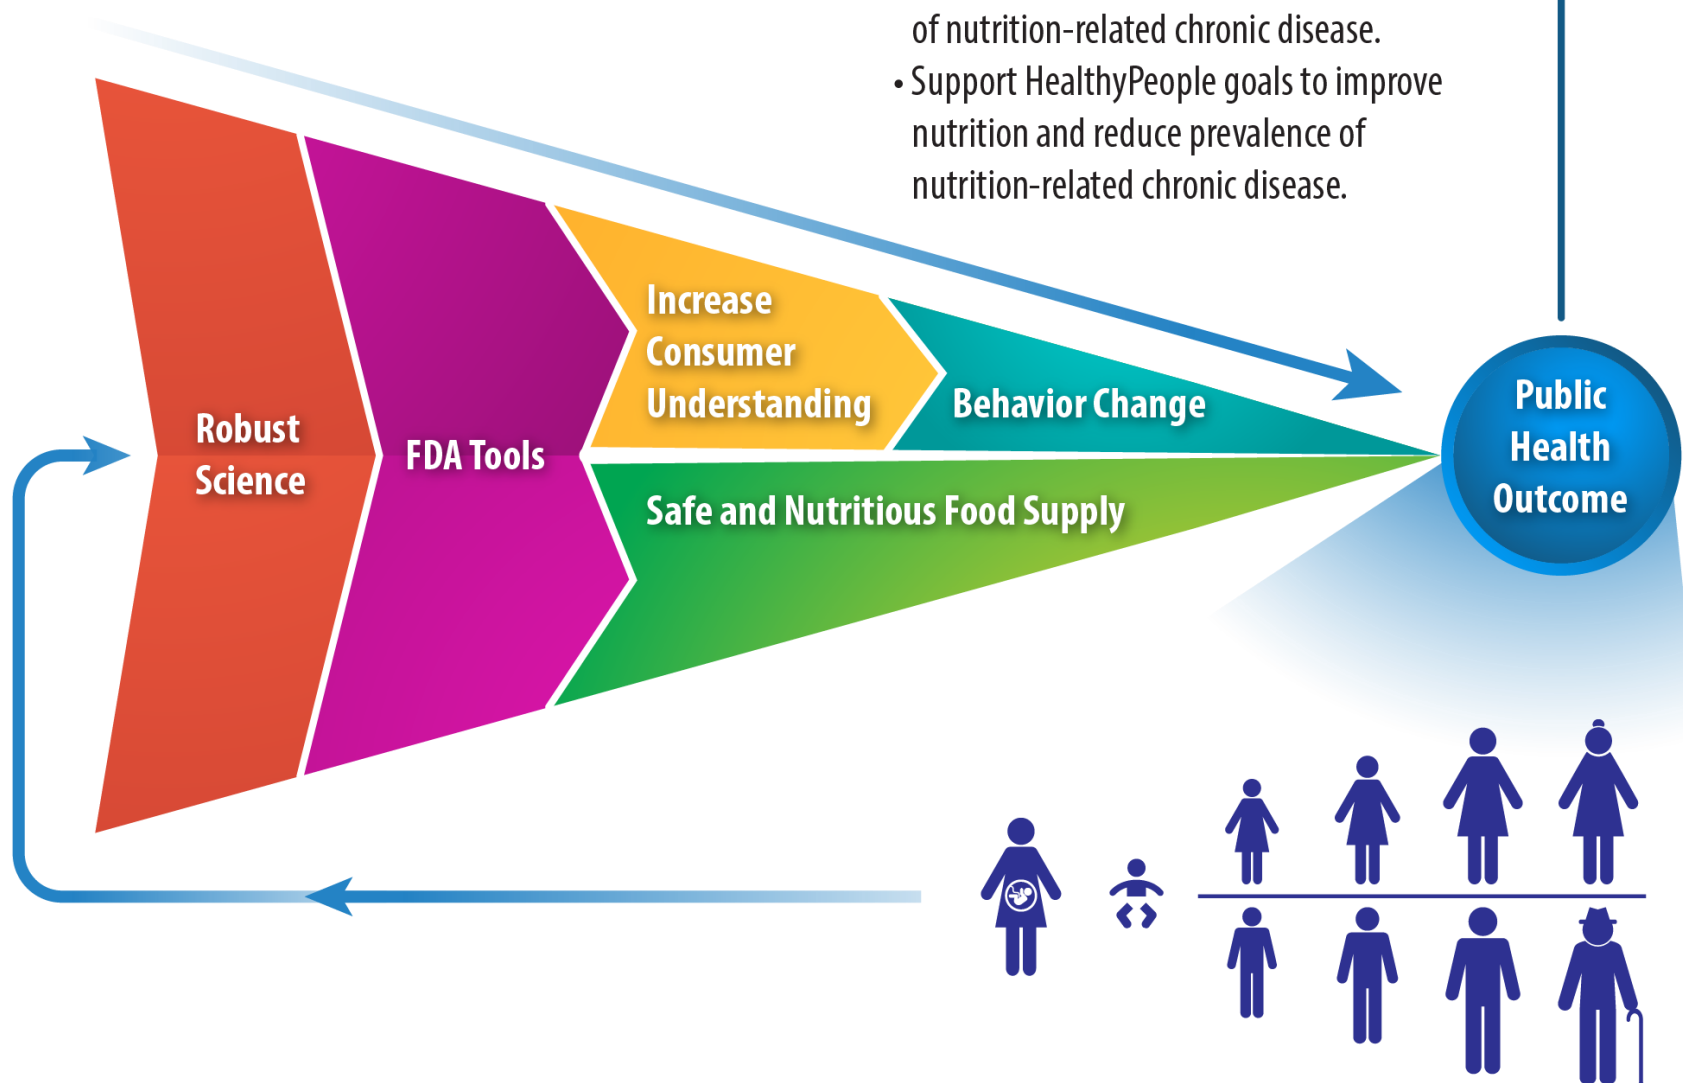 of nutrition-related chronic disease.
• Support HealthyPeople goals to improve
nutrition and reduce prevalence of
nutrition-related chronic disease.
Robust
Science
FDA Tools
Increase
Consumer
Understanding
Behavior Change
Safe and Nutritious Food Supply
Public
Health
Outcome